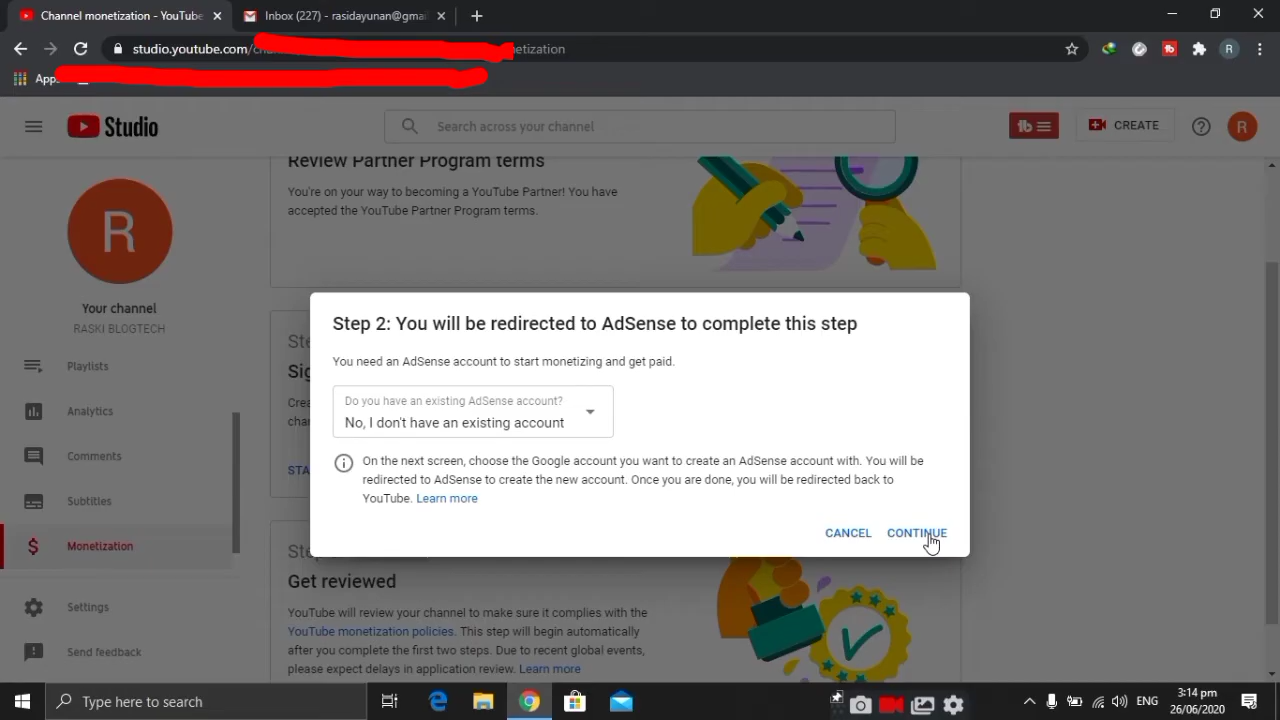 Channel monetization - YouTube
Inbox (227) - rasidayunan@gmai
studio.youtube.com/
netization
R
Apps
Studio
Search across your channel
CREATE
R
R
Your channel
RASKI BLOGTECH
Playlists
Analytics
Comments
Subtitles
Monetization
Settings
Send feedback
Review Partner Program terms
You're on your way to becoming a YouTube Partner! You have
accepted the YouTube Partner Program terms.
Step 2: You will be redirected to AdSense to complete this step
You need an AdSense account to start monetizing and get paid.
Do you have an existing AdSense account?
No, I don't have an existing account
On the next screen, choose the Google account you want to create an AdSense account with. You will be
redirected to AdSense to create the new account. Once you are done, you will be redirected back to
YouTube. Learn more
CANCEL CONTINUE
Get reviewed
YouTube will review your channel to make sure it complies with the
YouTube monetization policies. This step will begin automatically
after you complete the first two steps. Due to recent global events,
please expect delays in application review. Learn more
Type here to search
ENG
3:14 pm
26/06/2020